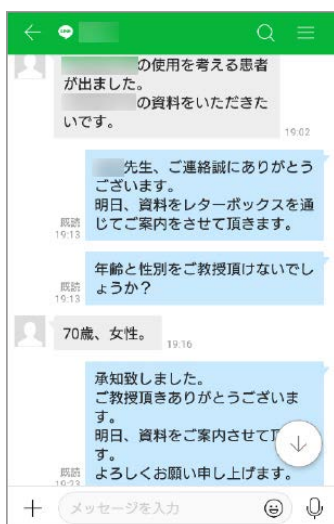 LINE
の使用を考える患者
が出ました。
の資料をいただきた
いです。
19:02
先生、ご連絡誠にありがとう
ございます。
明日、資料をレターボックスを通
じてご案内をさせて頂きます。
既読
19:13
年齢と性別をご教授頂けないでし
ょうか？
既読
19:13
70歳、女性。
19:16
承知致しました。
ご教授頂きありがとうございま
す。
明日、資料をご案内させて
す。
よろしくお願い申し上げます。
既読
19:23
メッセージを入力